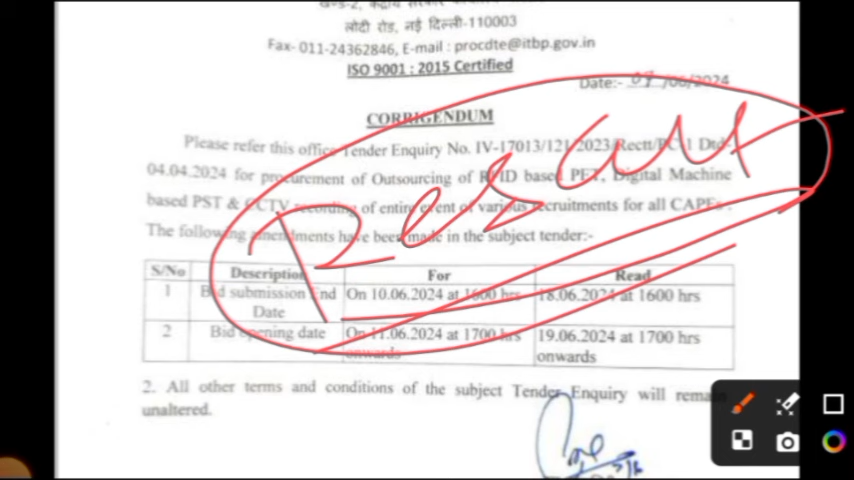 खण्ड-2, केंद्रीय सरकार
लोदी रोड, नई दिल्ली-110003
Fax- 011-24362846, E-mail : procdte@itbp.gov.in
ISO 9001 : 2015 Certified
Date:- 07 /06/2024
CORRIGENDUM
Please refer this office Tender Enquiry No. IV-17013/121/2023/Rectt/PC-1 Dtd-
04.04.2024 for procurement of Outsourcing of RFID based PET, Digital Machine
based PST & CCTV recording of entire event of various recruitments for all CAPFs.
The following amendments have been made in the subject tender:-
S/No Description For Read
1 Bid submission End Date On 10.06.2024 at 1600 hrs 18.06.2024 at 1600 hrs
2 Bid opening date On 11.06.2024 at 1700 hrs onwards 19.06.2024 at 1700 hrs onwards
2. All other terms and conditions of the subject Tender Enquiry will remain
unaltered.